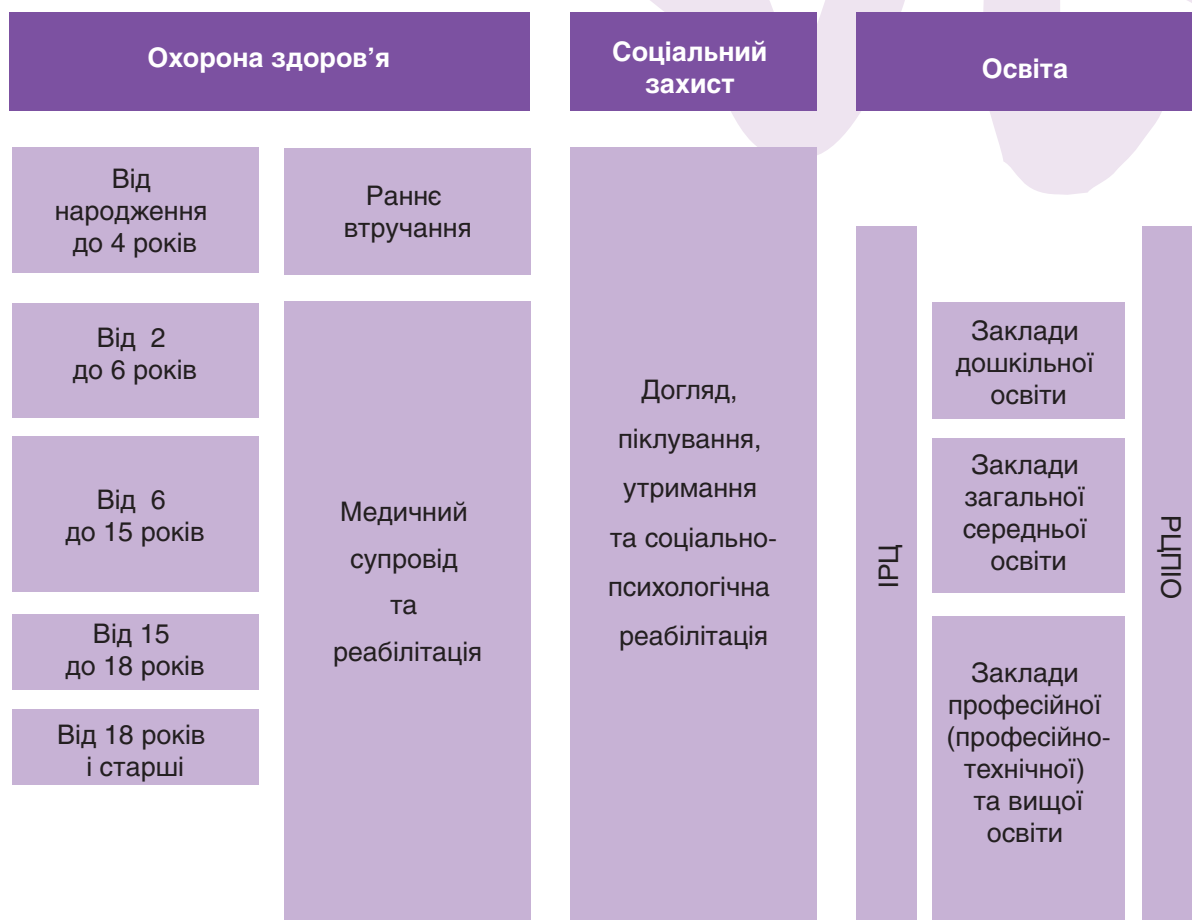 Охорона здоров’я
Соціальний
захист
Освіта
Від
народження
до 4 років
Раннє
втручання
Від 2
до 6 років
Від 6
до 15 років
Від 15
до 18 років
Від 18 років
і старші
Медичний
супровід
та
реабілітація
Догляд,
піклування,
утримання
та соціально-
психологічна
реабілітація
ІРЦ
Заклади
дошкільної
освіти
Заклади
загальної
середньої
освіти
Заклади
професійної
(професійно-
технічної)
та вищої
освіти
РЦПІО